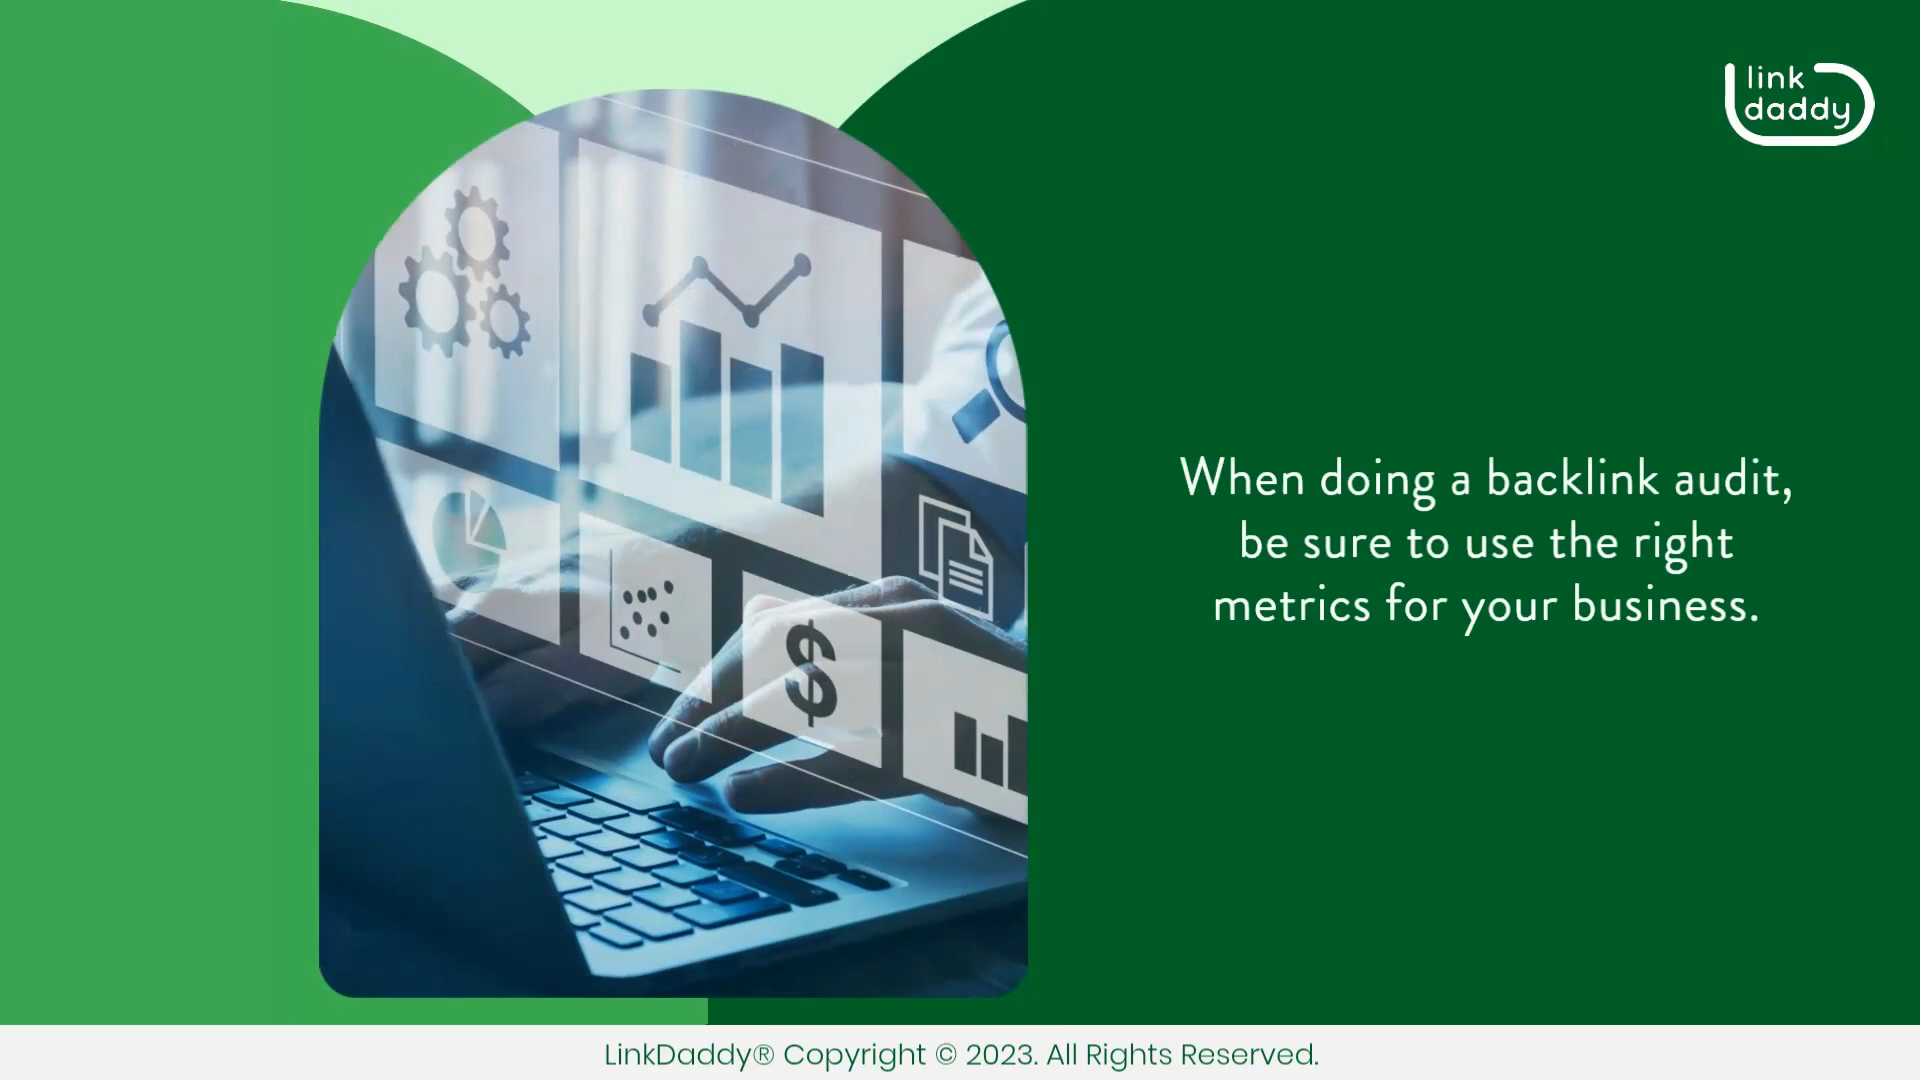 link
daddy
When doing a backlink audit,
be sure to use the right
metrics for your business.
$
LinkDaddy® Copyright © 2023. All Rights Reserved.